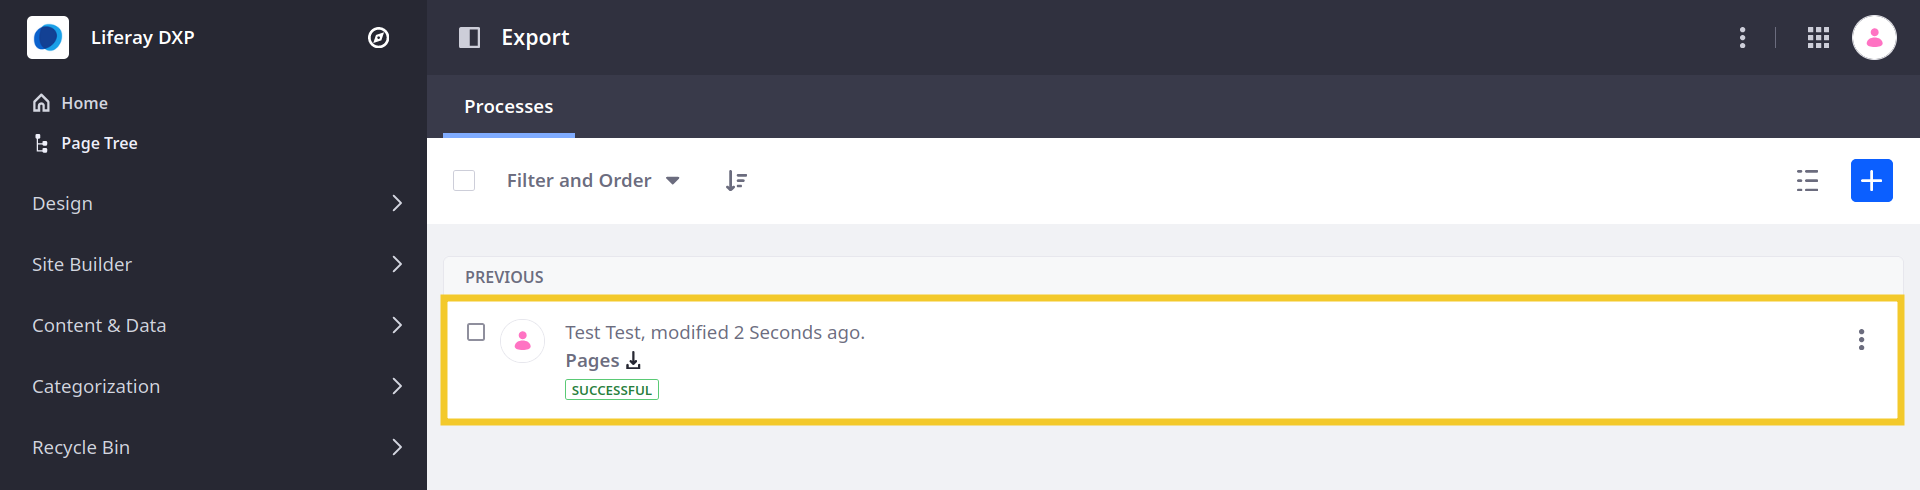 Liferay DXP
Home
Page Tree
Design
Site Builder
Content & Data
Categorization
Recycle Bin
Export
Processes
Filter and Order
PREVIOUS
Test Test, modified 2 Seconds ago.
Pages
SUCCESSFUL